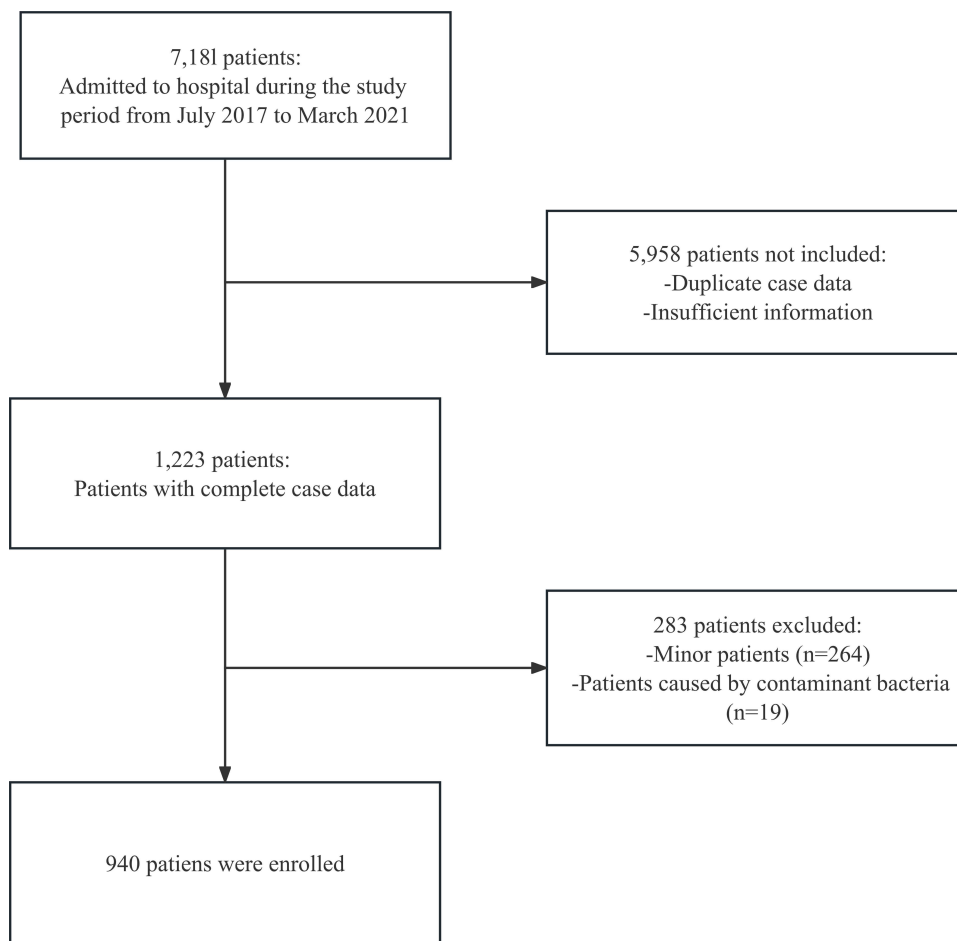 7,18l patients:
Admitted to hospital during the study
period from July 2017 to March 2021
5,958 patients not included:
-Duplicate case data
-Insufficient information
1,223 patients:
Patients with complete case data
283 patients excluded:
-Minor patients (n=264)
-Patients caused by contaminant bacteria
(n=19)
940 patiens were enrolled